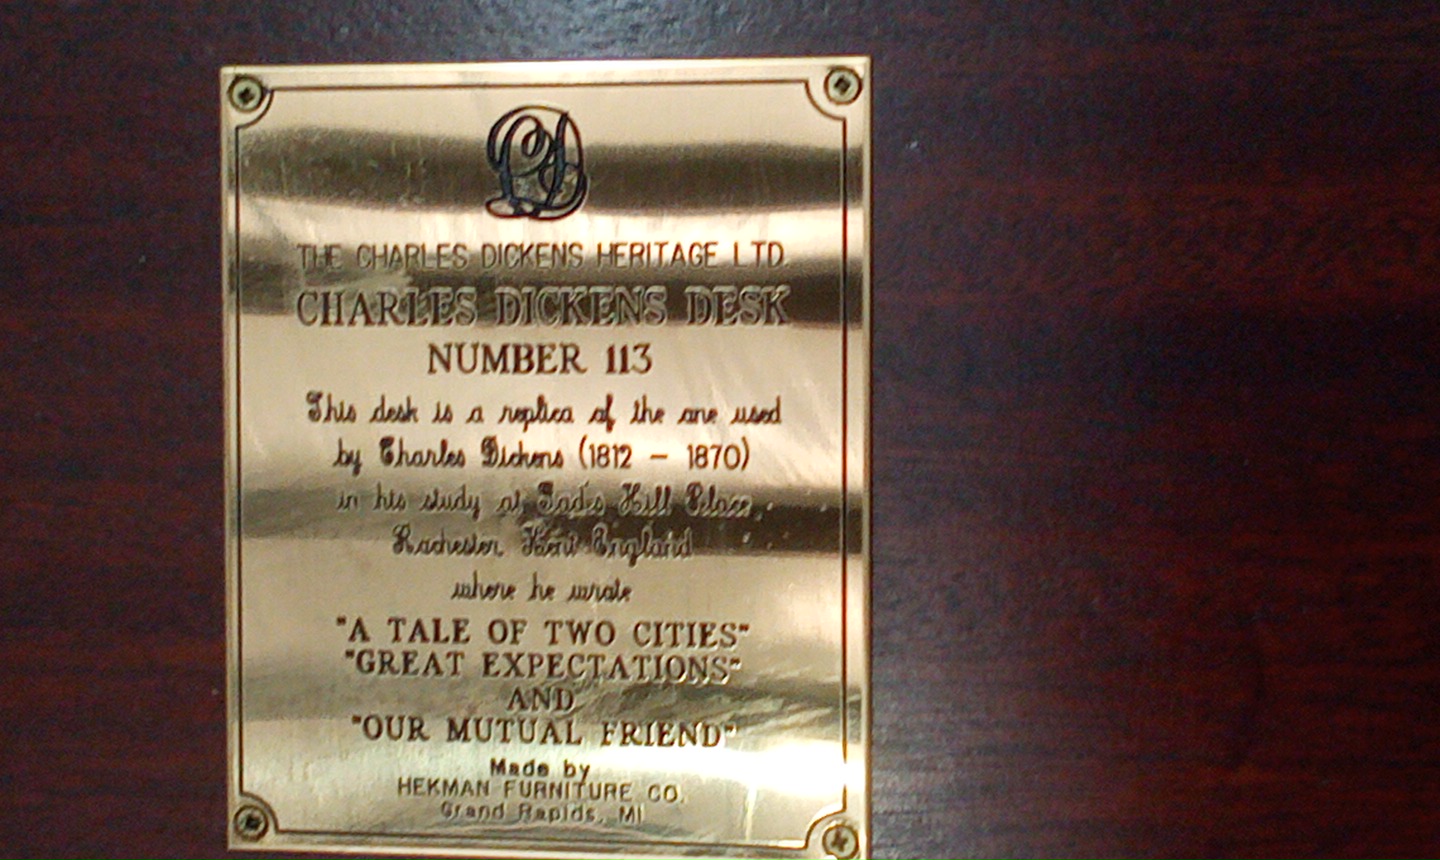 CD
THE CHARLES DICKENS HERITAGE LTD.
CHARLES DICKENS DESK
NUMBER 113
This desk is a replica of the one used
by Charles Dickens (1812 – 1870)
in his study at Gad's Hill Place,
Rochester Kent England
where he wrote
"A TALE OF TWO CITIES"
"GREAT EXPECTATIONS"
AND
"OUR MUTUAL FRIEND"
Made by
HEKMAN FURNITURE CO.
Grand Rapids, MI